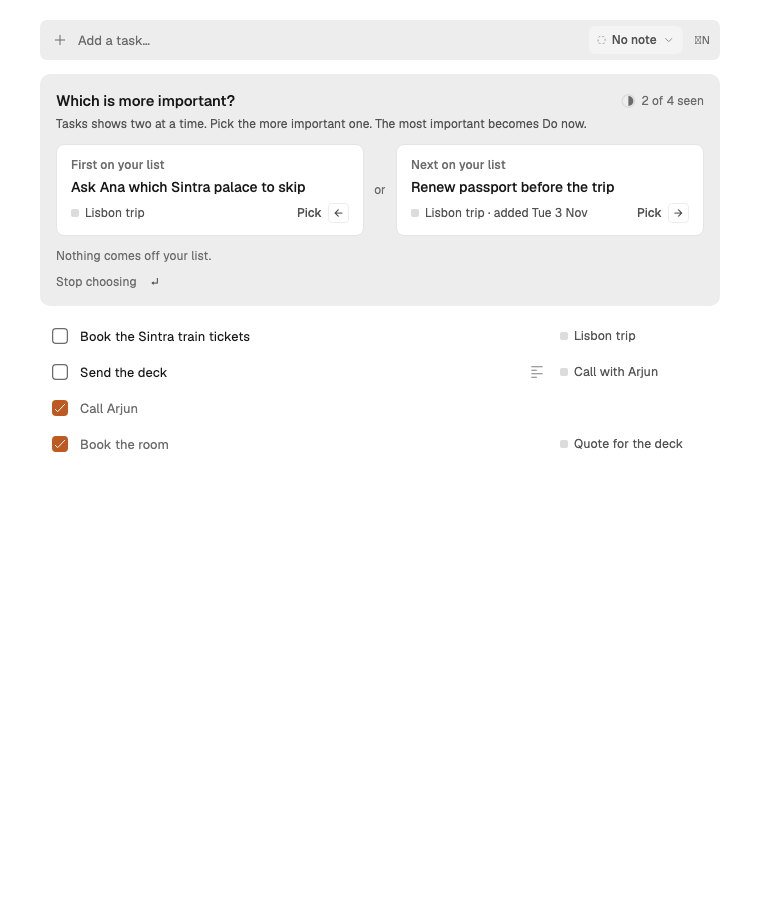 Add a task…
No note
N
Which is more important?
2 of 4 seen
Tasks shows two at a time. Pick the more important one. The most important becomes Do now.
First on your list
Ask Ana which Sintra palace to skip
Lisbon trip
Pick ←
or
Next on your list
Renew passport before the trip
Lisbon trip · added Tue 3 Nov
Pick →
Nothing comes off your list.
Stop choosing ↵
Book the Sintra train tickets
Lisbon trip
Send the deck
Call with Arjun
Call Arjun
Book the room
Quote for the deck